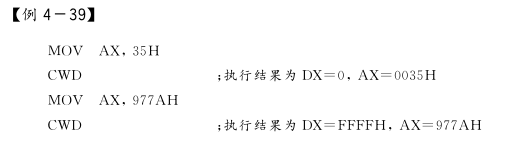 【例 4－39】
MOV AX, 35H
CWD ;执行结果为 DX=0, AX=0035H
MOV AX, 977AH
CWD ;执行结果为 DX=FFFFH, AX=977AH